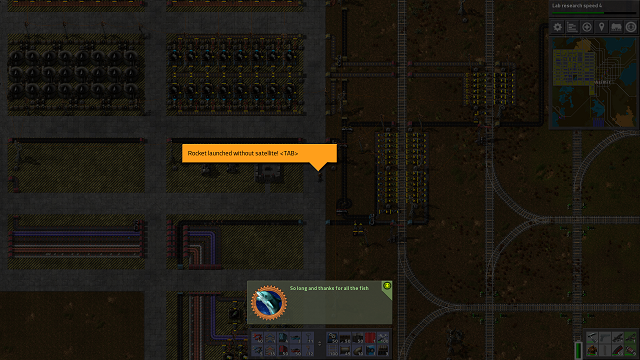 Lab research speed 4
Rocket launched without satellite! <TAB>
So long and thanks for all the fish